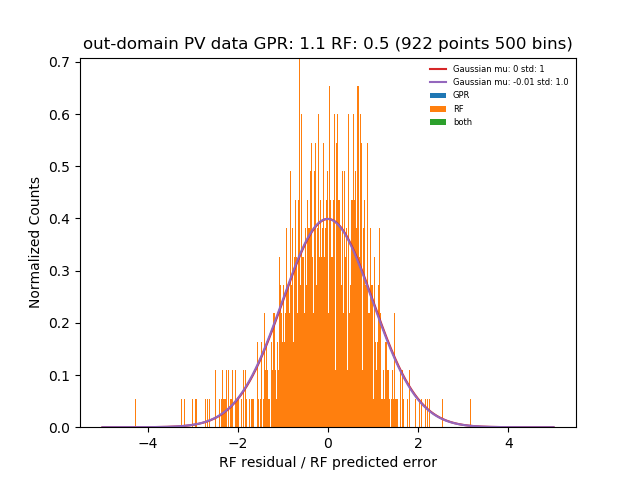 out-domain PV data GPR: 1.1 RF: 0.5 (922 points 500 bins)
Gaussian mu: 0 std: 1
Gaussian mu: -0.01 std: 1.0
GPR
RF
both
Normalized Counts
0.7
0.6
0.5
0.4
0.3
0.2
0.1
0.0
−4
−2
0
2
4
RF residual / RF predicted error